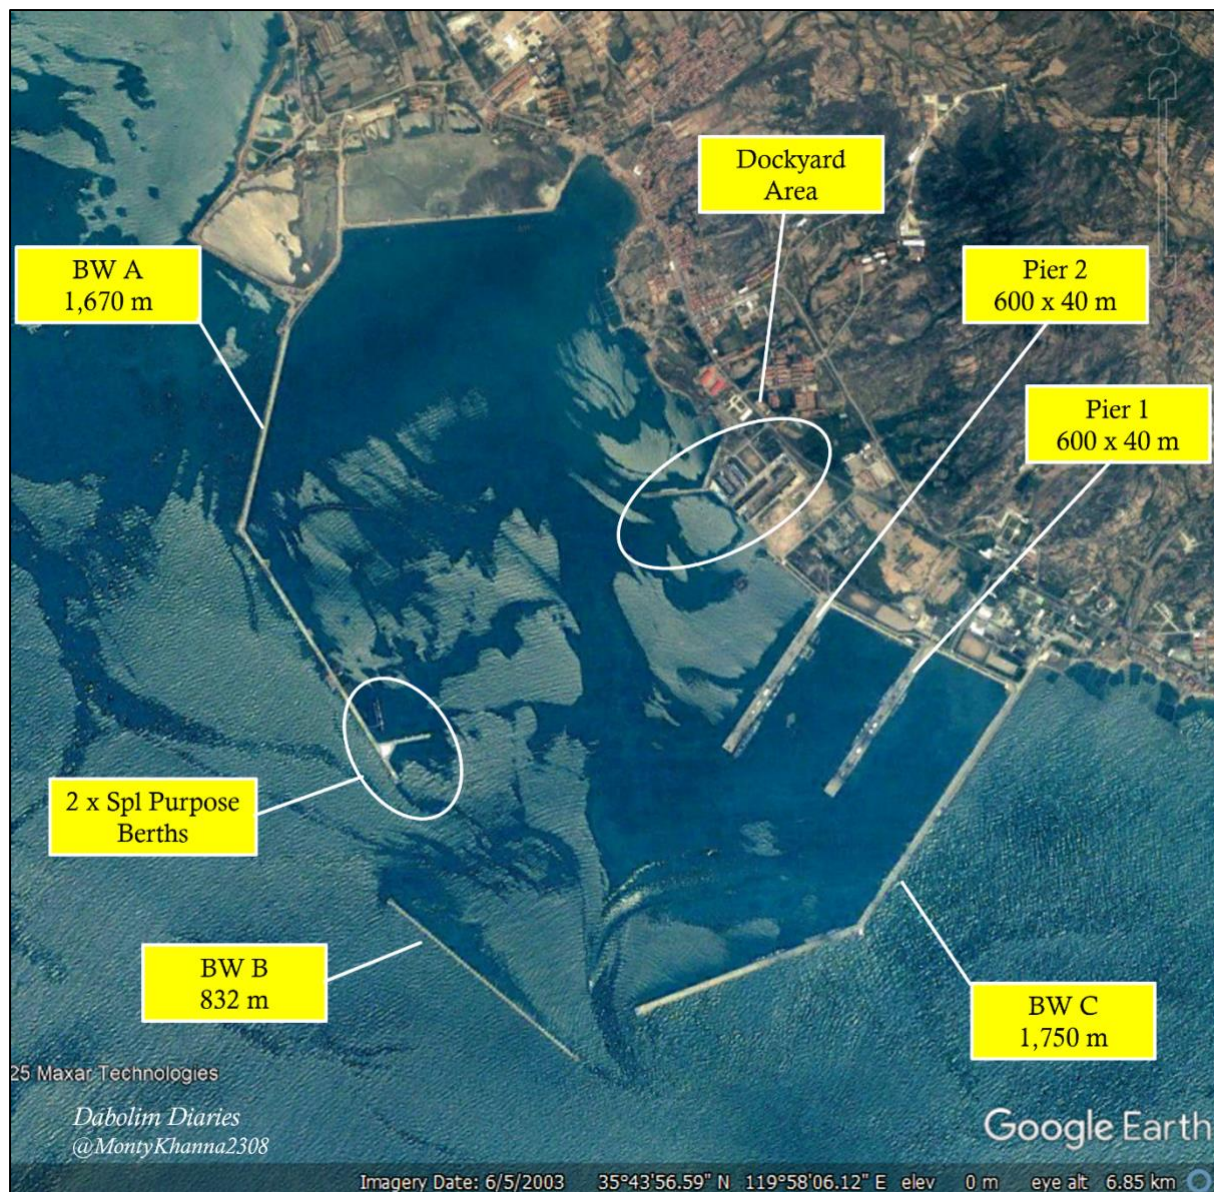 Dockyard
Area
BW A
1,670 m
Pier 2
600 x 40 m
Pier 1
600 x 40 m
2 x Spl Purpose
Berths
BW B
832 m
BW C
1,750 m
25 Maxar Technologies
Dabolim Diaries
@MontyKhanna2308
Google Earth
Imagery Date: 6/5/2003 35°43'56.59" N 119°58'06.12" E elev 0 m eye alt 6.85 km